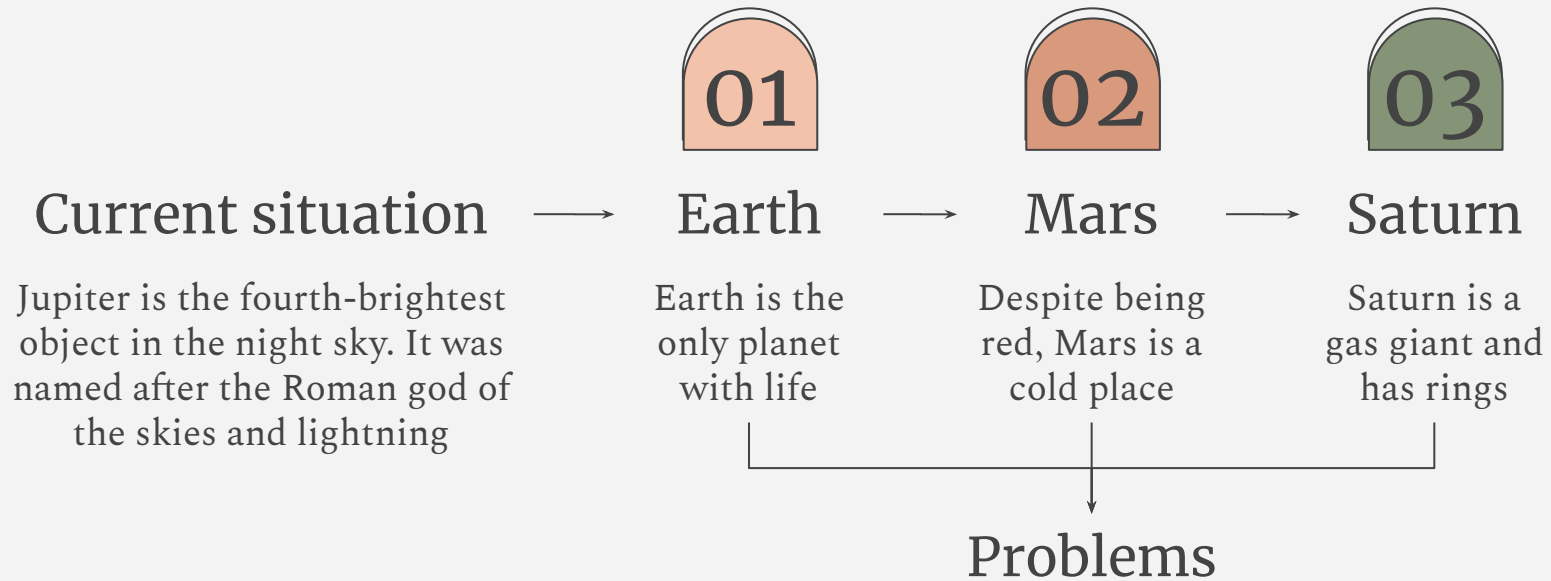 01
02
03
Current situation
Earth
Mars
Saturn
Jupiter is the fourth-brightest
object in the night sky. It was
named after the Roman god of
the skies and lightning
Earth is the
only planet
with life
Despite being
red, Mars is a
cold place
Saturn is a
gas giant and
has rings
Problems